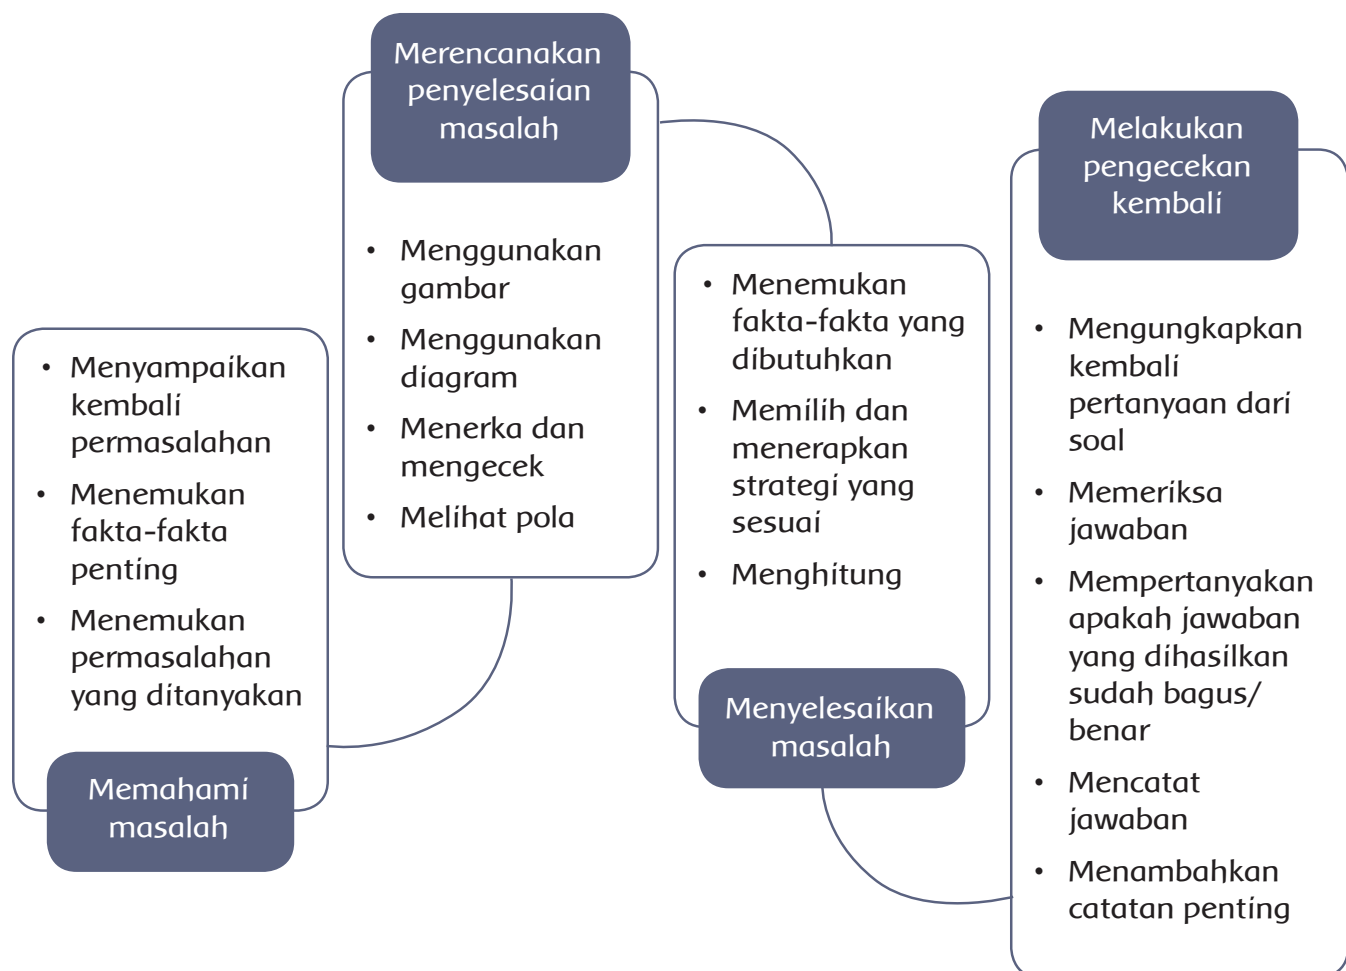 • Menyampaikan
kembali
permasalahan
• Menemukan
fakta-fakta
penting
• Menemukan
permasalahan
yang ditanyakan
Memahami
masalah
Merencanakan
penyelesaian
masalah
• Menggunakan
gambar
• Menggunakan
diagram
• Menerka dan
mengecek
• Melihat pola
• Menemukan
fakta-fakta yang
dibutuhkan
• Memilih dan
menerapkan
strategi yang
sesuai
• Menghitung
Menyelesaikan
masalah
Melakukan
pengecekan
kembali
• Mengungkapkan
kembali
pertanyaan dari
soal
• Memeriksa
jawaban
• Mempertanyakan
apakah jawaban
yang dihasilkan
sudah bagus/
benar
• Mencatat
jawaban
• Menambahkan
catatan penting